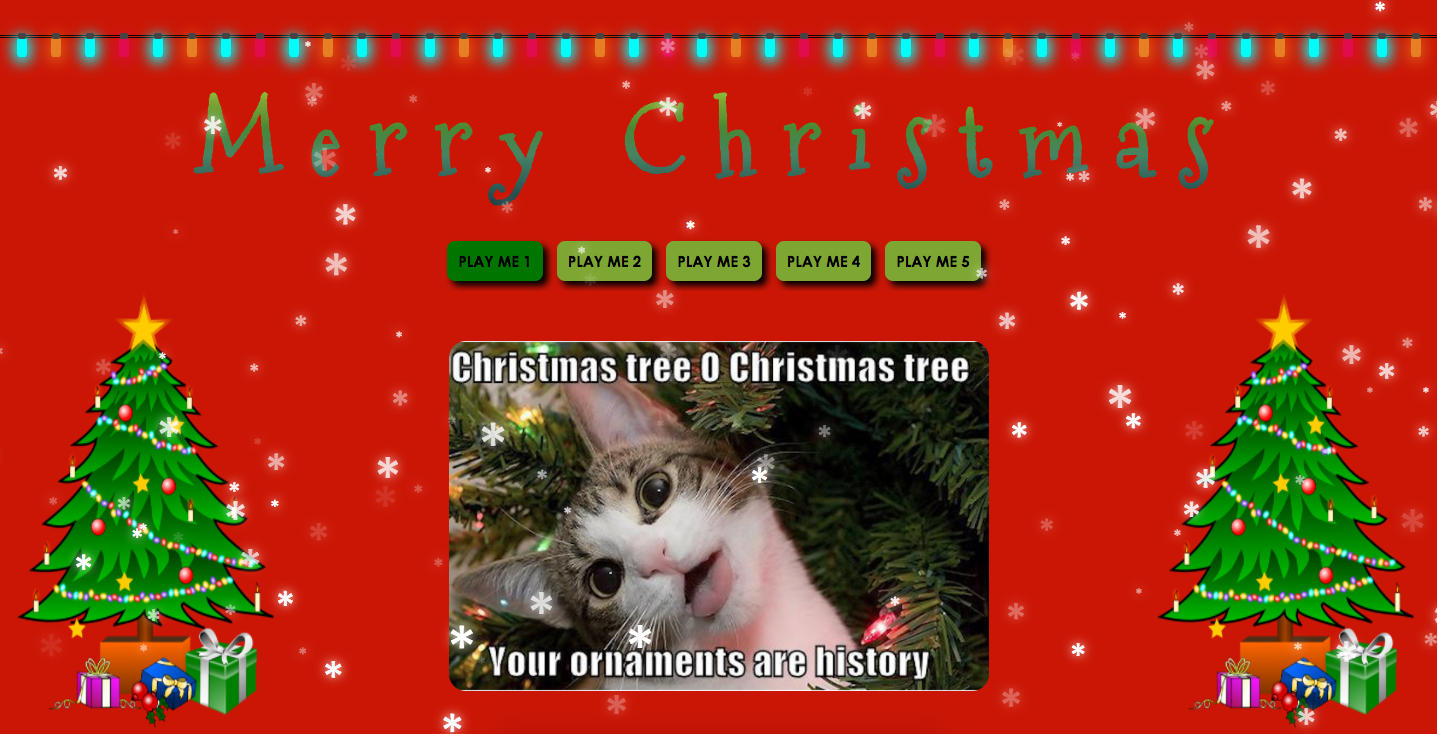 Merry Christmas
PLAY ME 1 PLAY ME 2 PLAY ME 3 PLAY ME 4 PLAY ME 5
Christmas tree O Christmas tree
Your ornaments are history